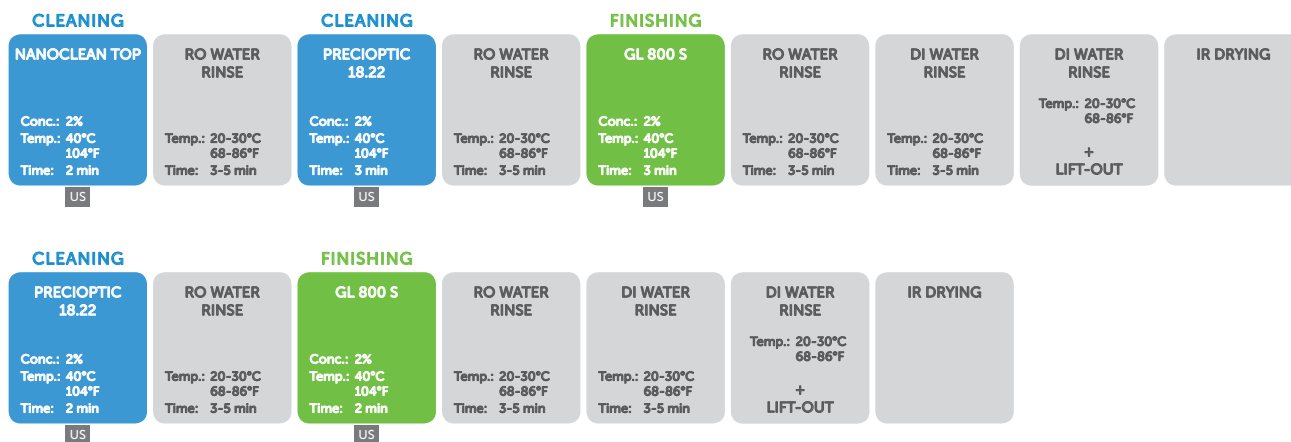 CLEANING
NANOCLEAN TOP
Conc.: 2%
Temp.: 40°C
104°F
Time: 2 min
US
RO WATER
RINSE
Temp.: 20-30°C
68-86°F
Time: 3-5 min
CLEANING
PRECIOPTIC
18.22
Conc.: 2%
Temp.: 40°C
104°F
Time: 3 min
US
RO WATER
RINSE
Temp.: 20-30°C
68-86°F
Time: 3-5 min
FINISHING
GL 800 S
Conc.: 2%
Temp.: 40°C
104°F
Time: 3 min
US
RO WATER
RINSE
Temp.: 20-30°C
68-86°F
Time: 3-5 min
DI WATER
RINSE
Temp.: 20-30°C
68-86°F
Time: 3-5 min
DI WATER
RINSE
Temp.: 20-30°C
68-86°F
+
LIFT-OUT
IR DRYING
CLEANING
PRECIOPTIC
18.22
Conc.: 2%
Temp.: 40°C
104°F
Time: 2 min
US
RO WATER
RINSE
Temp.: 20-30°C
68-86°F
Time: 3-5 min
FINISHING
GL 800 S
Conc.: 2%
Temp.: 40°C
104°F
Time: 2 min
US
RO WATER
RINSE
Temp.: 20-30°C
68-86°F
Time: 3-5 min
DI WATER
RINSE
Temp.: 20-30°C
68-86°F
Time: 3-5 min
DI WATER
RINSE
Temp.: 20-30°C
68-86°F
+
LIFT-OUT
IR DRYING